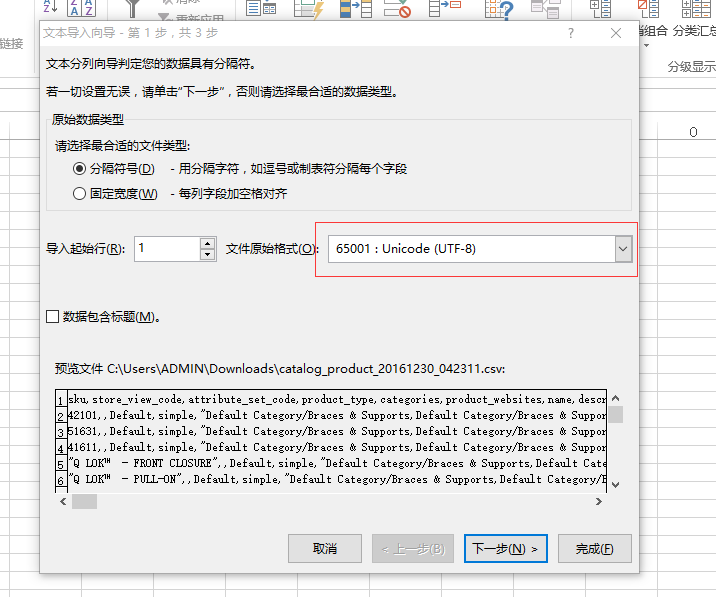 重新应用
链接
组合 分类汇总
分级显示
O
文本导入向导 - 第 1 步，共 3 步
?
文本分列向导判定您的数据具有分隔符。
若一切设置无误，请单击"下一步"，否则请选择最合适的数据类型。
原始数据类型
请选择最合适的文件类型:
分隔符号(D) - 用分隔字符，如逗号或制表符分隔每个字段
固定宽度(W) - 每列字段加空格对齐
导入起始行(R): 1 文件原始格式(O): 65001 : Unicode (UTF-8)
数据包含标题(M)。
预览文件 C:\Users\ADMIN\Downloads\catalog_product_20161230_042311.csv:
1 sku,store_view_code,attribute_set_code,product_type,categories,product_websites,name,descr
2 42101,,Default,simple,"Default Category/Braces & Supports,Default Category/Braces & Suppor
3 51631,,Default,simple,"Default Category/Braces & Supports,Default Category/Braces & Suppor
4 41611,,Default,simple,"Default Category/Braces & Supports,Default Category/Braces & Suppor
5 "Q LOK™ - FRONT CLOSURE",,Default,simple,"Default Category/Braces & Supports,Default Cate
6 "Q LOK™ - PULL-ON",,Default,simple,"Default Category/Braces & Supports,Default Category/B
取消 < 上一步(B) 下一步(N) > 完成(F)